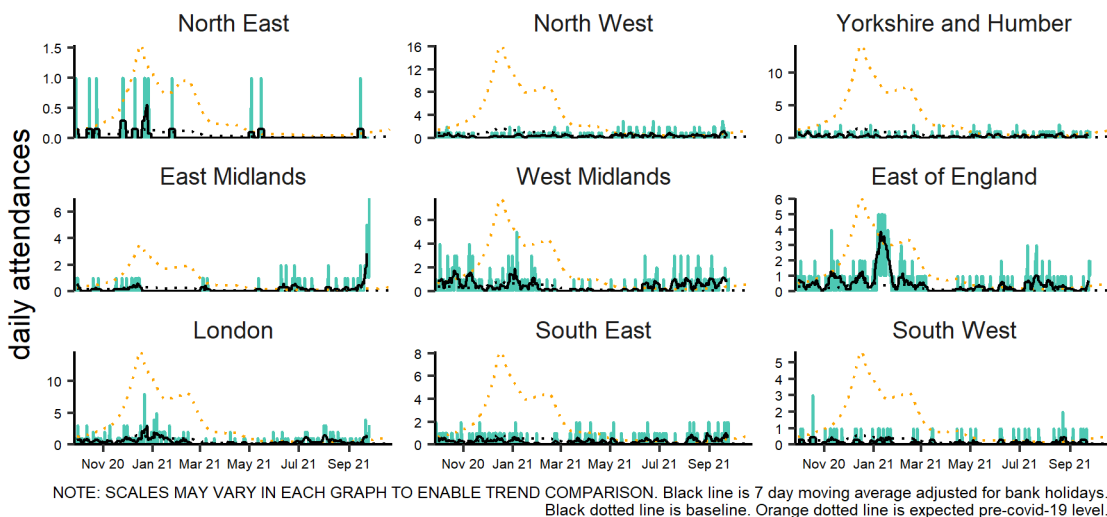 North East North West Yorkshire and Humber
1.5 16
12 10
1.0
8
0.5 5
4
0.0 0 0
East Midlands West Midlands East of England
6 6 6
5
4 4 4
3
2 2 2
1
0 0 0
London South East South West
8
5
10 6 4
4 3
5 2
2 1
0 0 0
daily attendances
Nov 20 Jan 21 Mar 21 May 21 Jul 21 Sep 21 Nov 20 Jan 21 Mar 21 May 21 Jul 21 Sep 21 Nov 20 Jan 21 Mar 21 May 21 Jul 21 Sep 21
NOTE: SCALES MAY VARY IN EACH GRAPH TO ENABLE TREND COMPARISON. Black line is 7 day moving average adjusted for bank holidays.
Black dotted line is baseline. Orange dotted line is expected pre-covid-19 level.